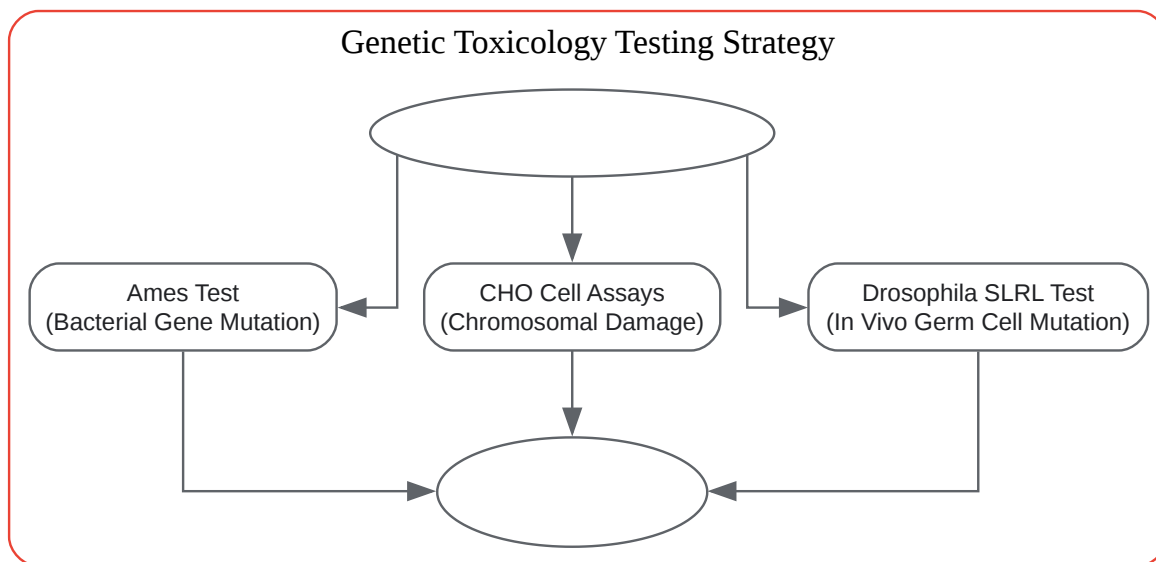 Genetic Toxicology Testing Strategy
Ames Test
(Bacterial Gene Mutation)
CHO Cell Assays
(Chromosomal Damage)
Drosophila SLRL Test
(In Vivo Germ Cell Mutation)